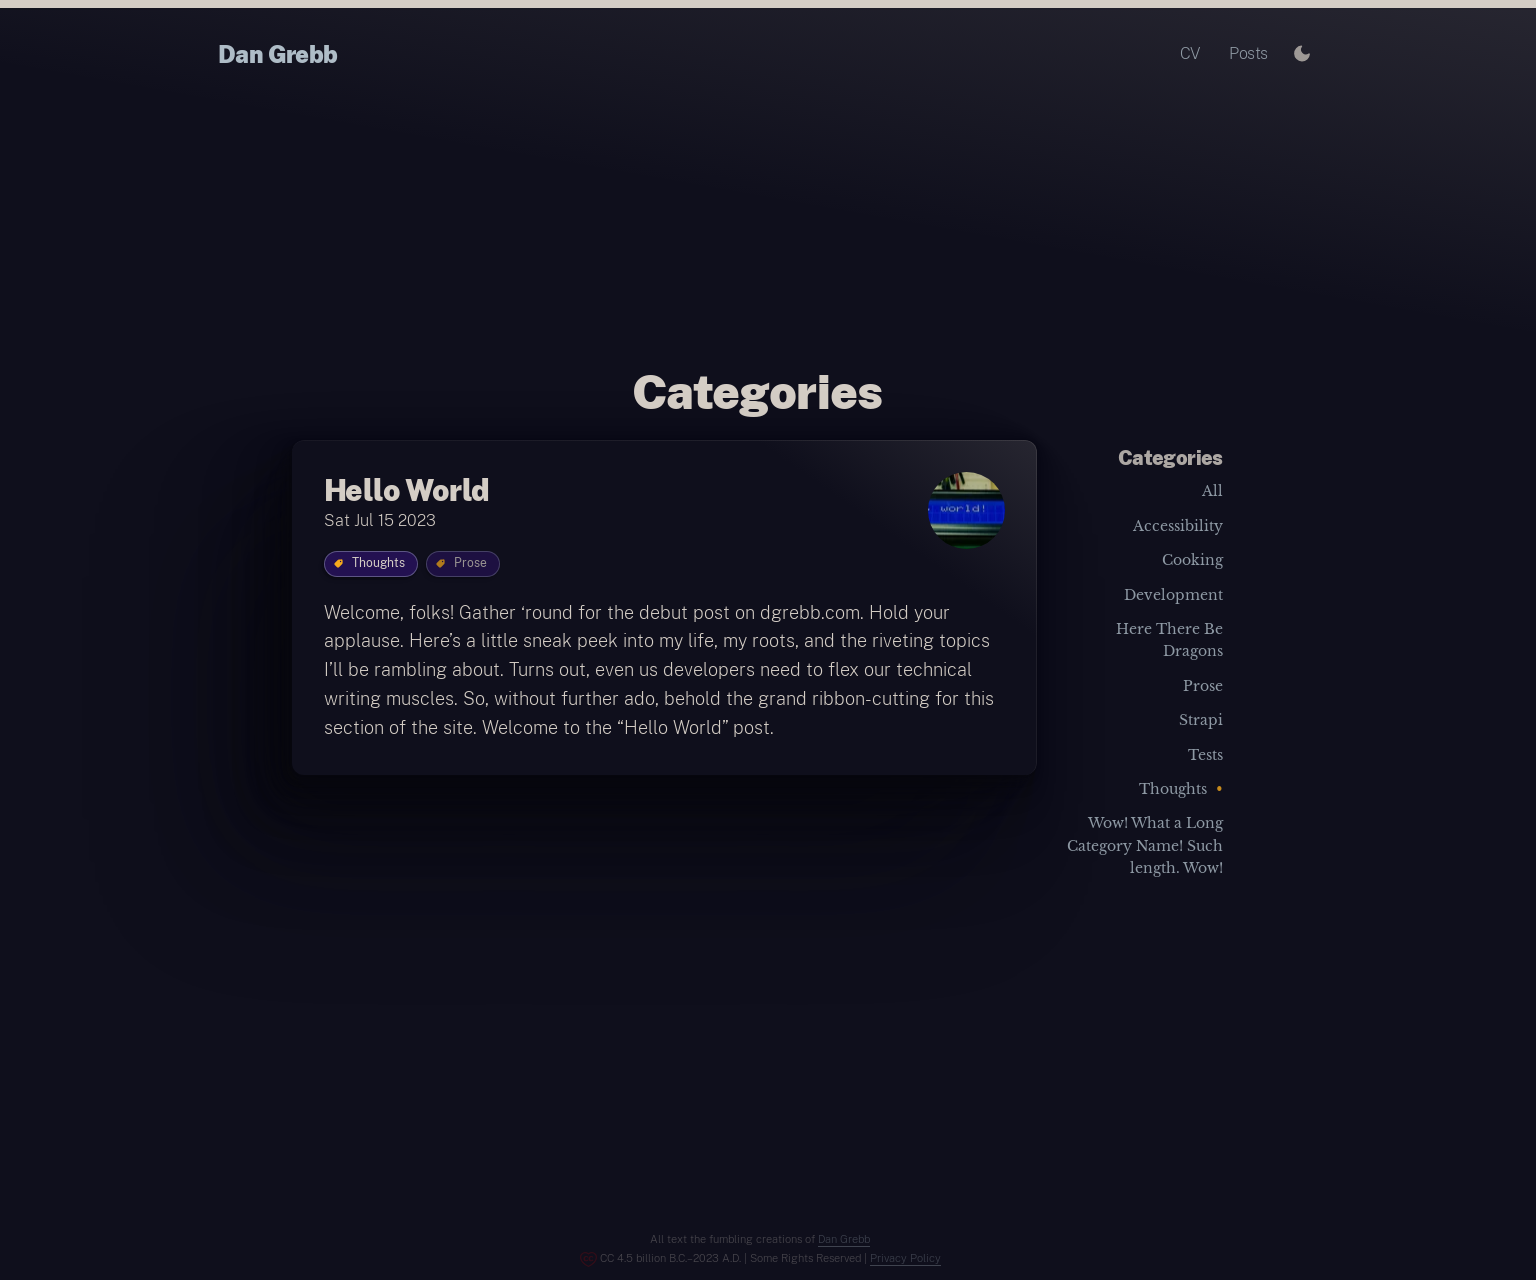 Dan Grebb
CV
Posts
Categories
Hello World
Sat Jul 15 2023
world!
Thoughts
Prose
Welcome, folks! Gather ‘round for the debut post on dgrebb.com. Hold your
applause. Here’s a little sneak peek into my life, my roots, and the riveting topics
I’ll be rambling about. Turns out, even us developers need to flex our technical
writing muscles. So, without further ado, behold the grand ribbon-cutting for this
section of the site. Welcome to the “Hello World” post.
Categories
All
Accessibility
Cooking
Development
Here There Be
Dragons
Prose
Strapi
Tests
Thoughts •
Wow! What a Long
Category Name! Such
length. Wow!
All text the fumbling creations of Dan Grebb
CC 4.5 billion B.C.–2023 A.D. | Some Rights Reserved | Privacy Policy